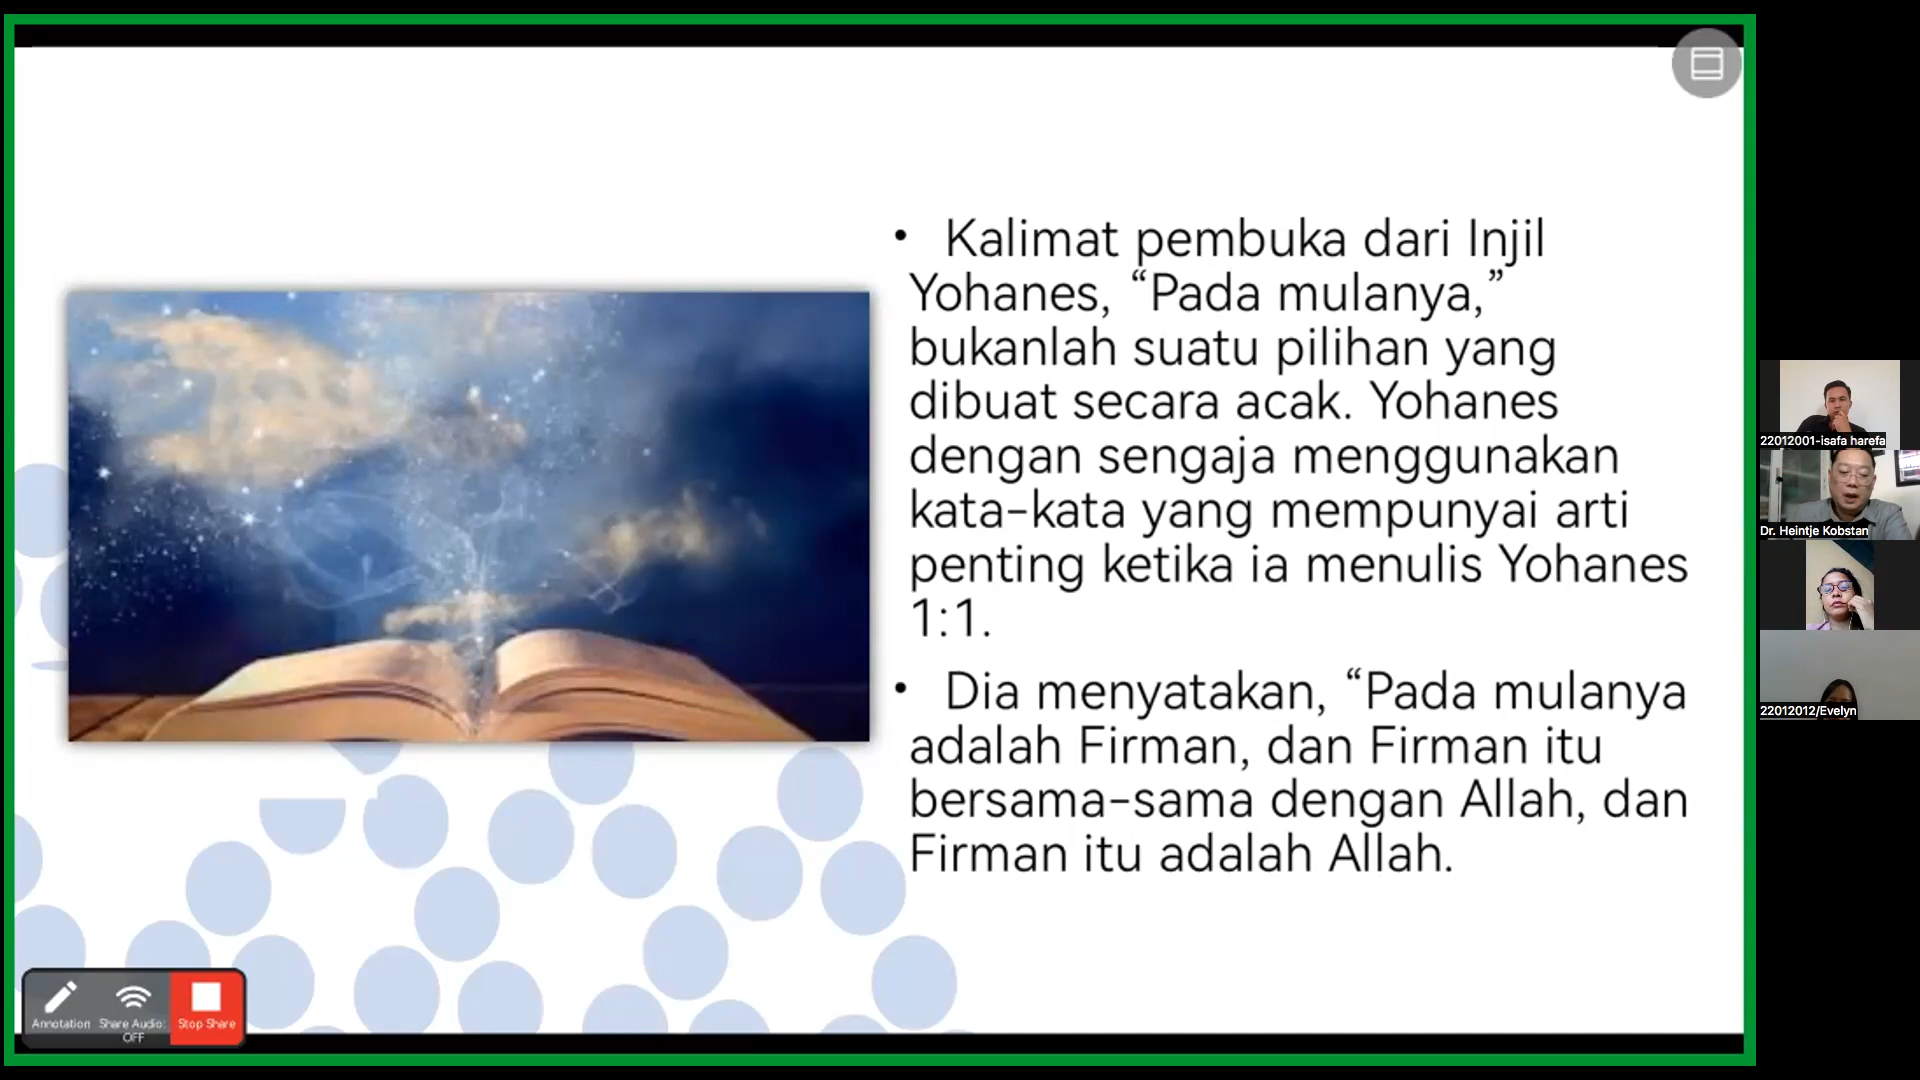 • Kalimat pembuka dari Injil
Yohanes, “Pada mulanya,”
bukanlah suatu pilihan yang
dibuat secara acak. Yohanes
dengan sengaja menggunakan
kata-kata yang mempunyai arti
penting ketika ia menulis Yohanes
1:1.
• Dia menyatakan, “Pada mulanya
adalah Firman, dan Firman itu
bersama-sama dengan Allah, dan
Firman itu adalah Allah.
Annotation
Share Audio:
OFF
Stop Share
22012001-isafa harefa
Dr. Heintje Kobstan
22012012/Evelyn